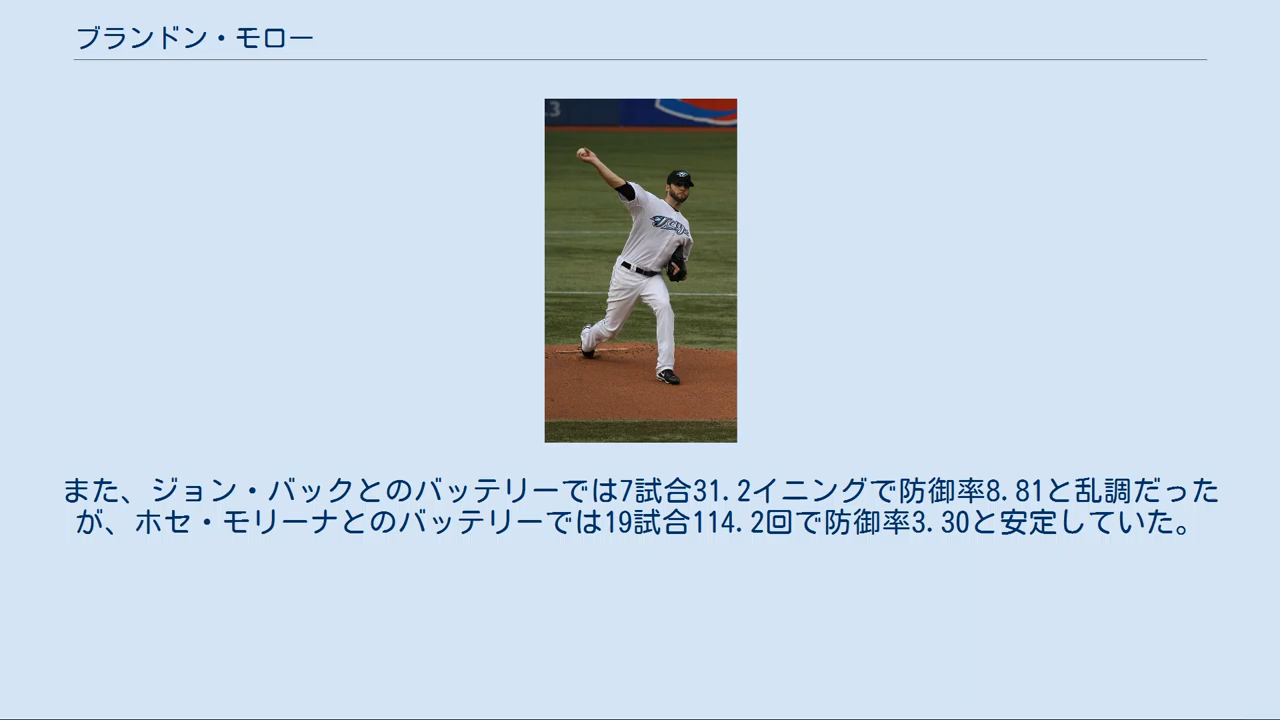 ブランドン・モロー
.3
また、ジョン・バックとのバッテリーでは7試合31.2イニングで防御率8.81と乱調だった
が、ホセ・モリーナとのバッテリーでは19試合114.2回で防御率3.30と安定していた。